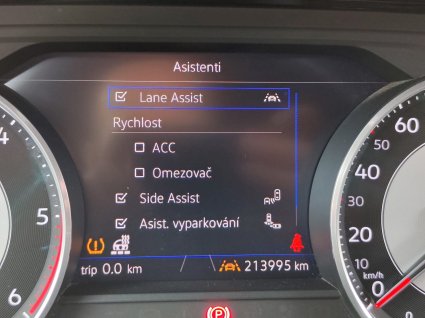 Asistenti
Lane Assist
Rychlost
ACC
Omezovač
Side Assist
Asist. vyparkování
trip 0.0 km
213995 km
5
6
60
50
40
30
20
10
0
km/h
0
P